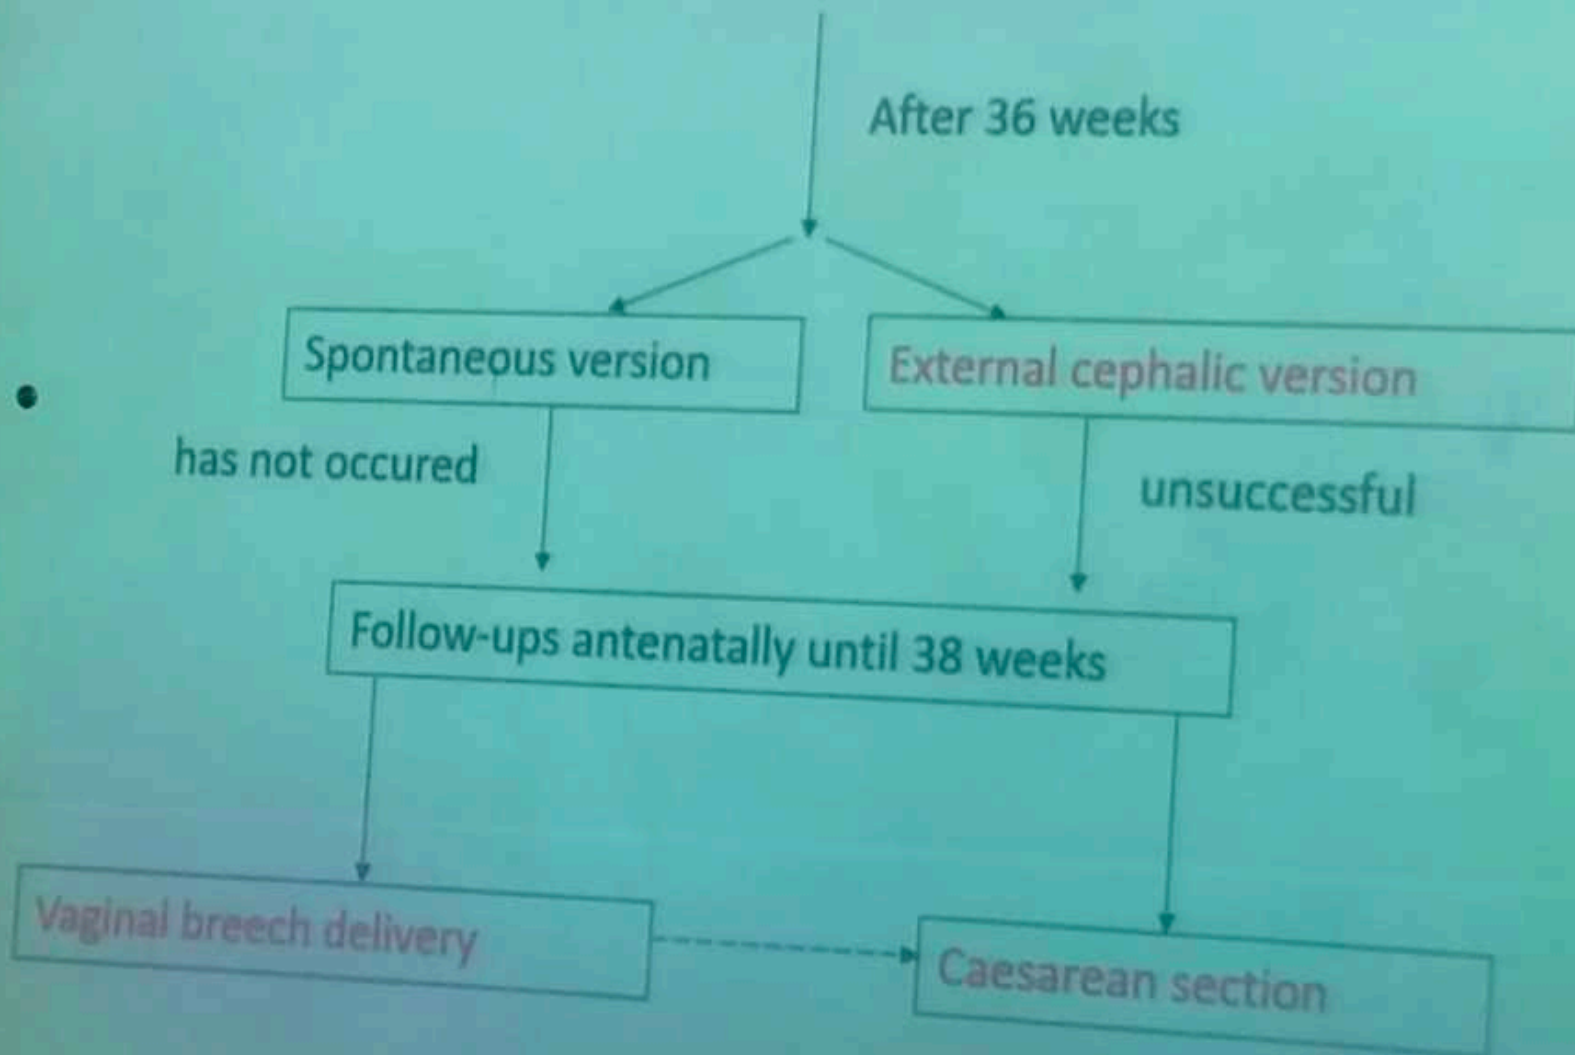 After 36 weeks
Spontaneous version
External cephalic version
has not occured
unsuccessful
Follow-ups antenatally until 38 weeks
Vaginal breech delivery
Caesarean section